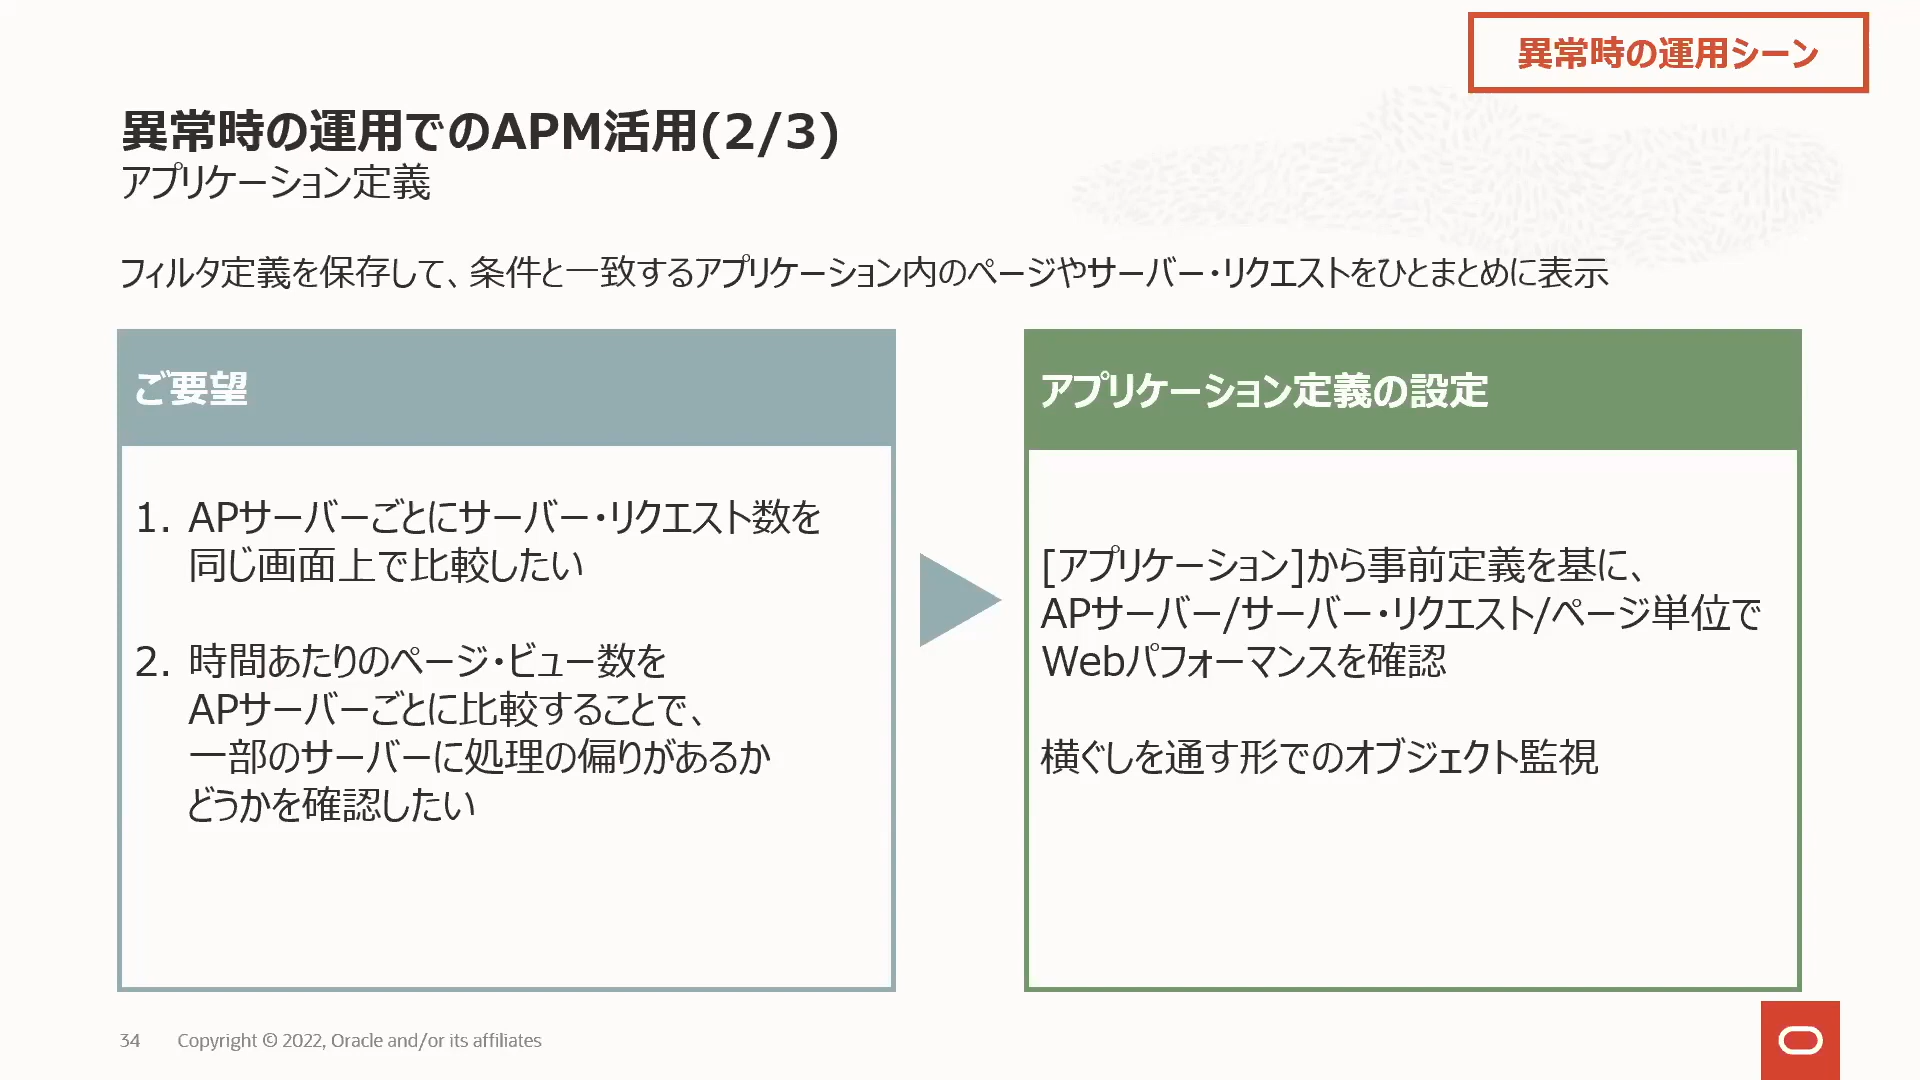 異常時の運用シーン
異常時の運用でのAPM活用(2/3)
アプリケーション定義
フィルタ定義を保存して、条件と一致するアプリケーション内のページやサーバー・リクエストをひとまとめに表示
ご要望
1. APサーバーごとにサーバー・リクエスト数を
同じ画面上で比較したい
2. 時間あたりのページ・ビュー数を
APサーバーごとに比較することで、
一部のサーバーに処理の偏りがあるか
どうかを確認したい
アプリケーション定義の設定
[アプリケーション]から事前定義を基に、
APサーバー/サーバー・リクエスト/ページ単位で
Webパフォーマンスを確認
横ぐしを通す形でのオブジェクト監視
34 Copyright © 2022, Oracle and/or its affiliates